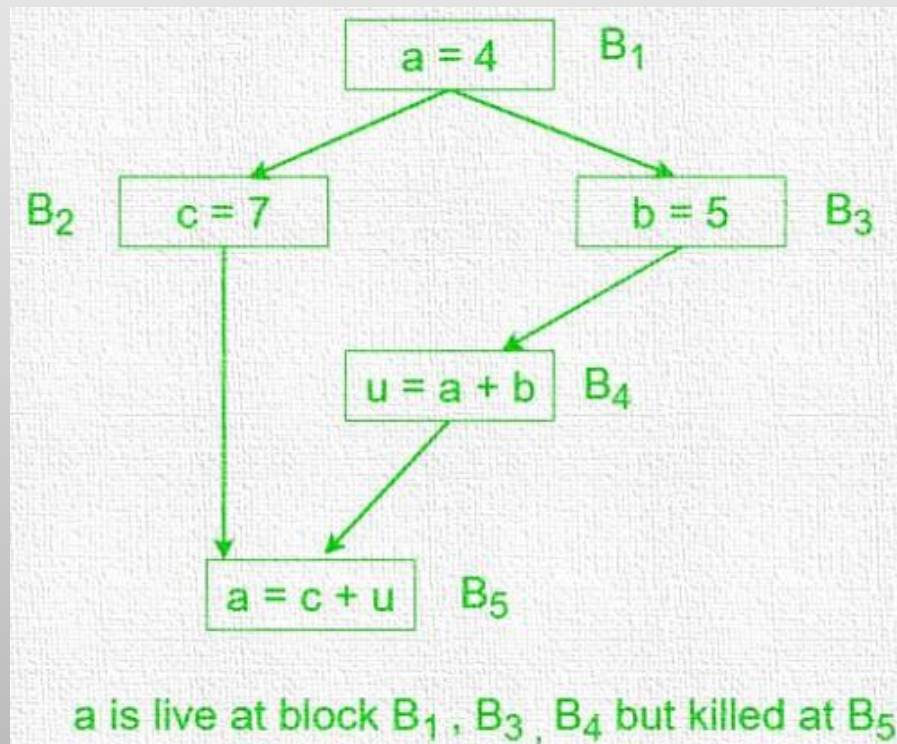 a = 4 B₁
B₂ c = 7 b = 5 B₃
u = a + b B₄
a = c + u B₅
a is live at block B₁ , B₃ , B₄ but killed at B₅